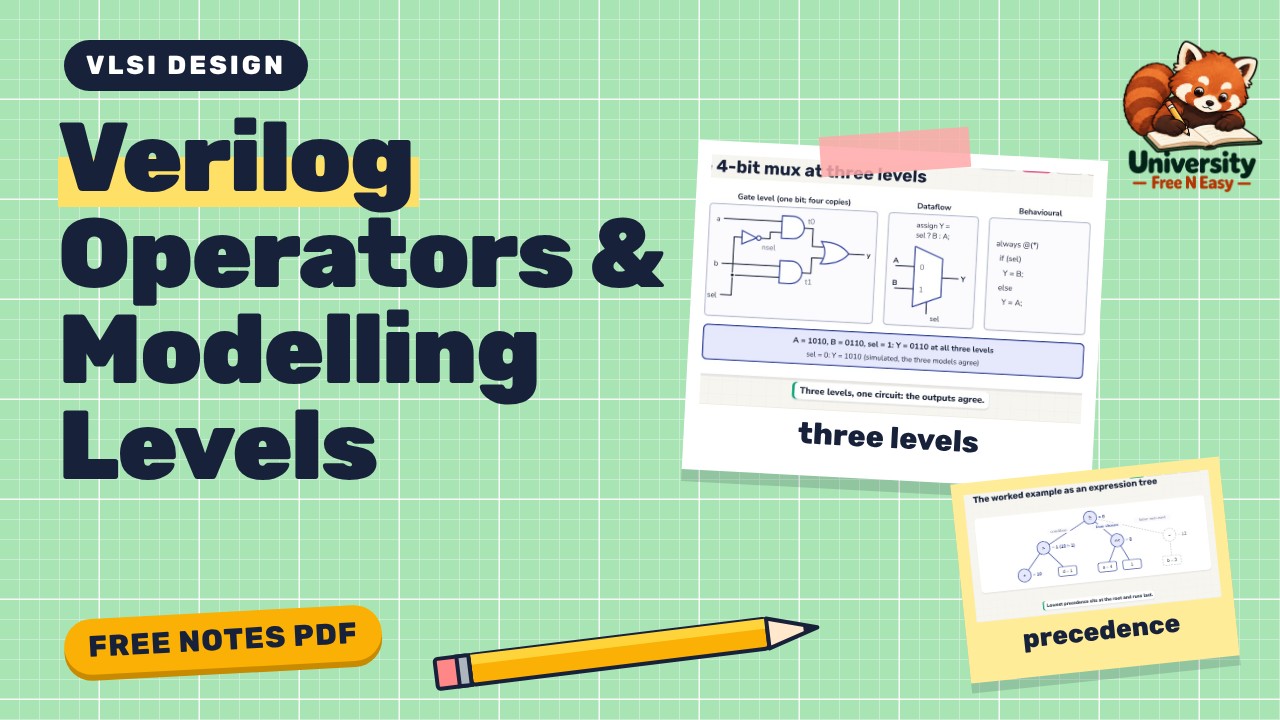 VLSI DESIGN
Verilog
Operators &
Modelling
Levels
FREE NOTES PDF
University
Free N Easy
4-bit mux at three levels
Gate level (one bit; four copies)
a
b
sel
nsel
t0
t1
y
Dataflow
assign Y =
sel ? B : A;
A
B
0
1
Y
sel
Behavioural
always @(*)
if (sel)
Y = B;
else
Y = A;
A = 1010, B = 0110, sel = 1: Y = 0110 at all three levels
sel = 0: Y = 1010 (simulated, the three models agree)
Three levels, one circuit: the outputs agree.
three levels
The worked example as an expression tree
Lowest precedence sits at the root and runs last.
precedence